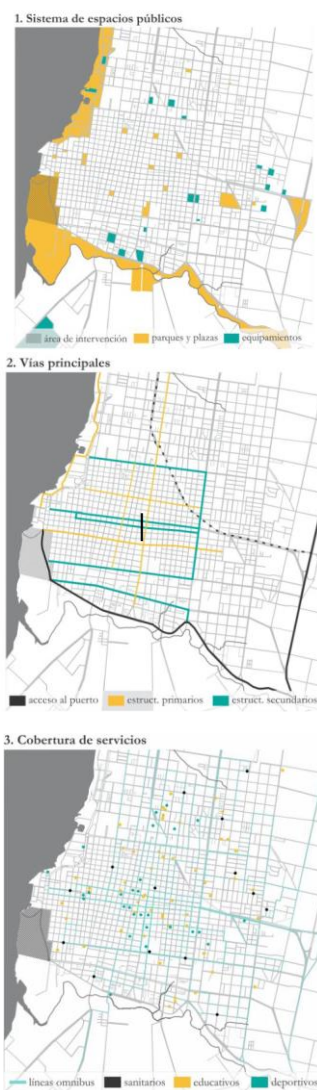 1. Sistema de espacios públicos
área de intervención parques y plazas equipamientos
2. Vías principales
acceso al puerto estruct. primarios estruct. secundarios
3. Cobertura de servicios
líneas omnibus sanitarios educativos deportivos